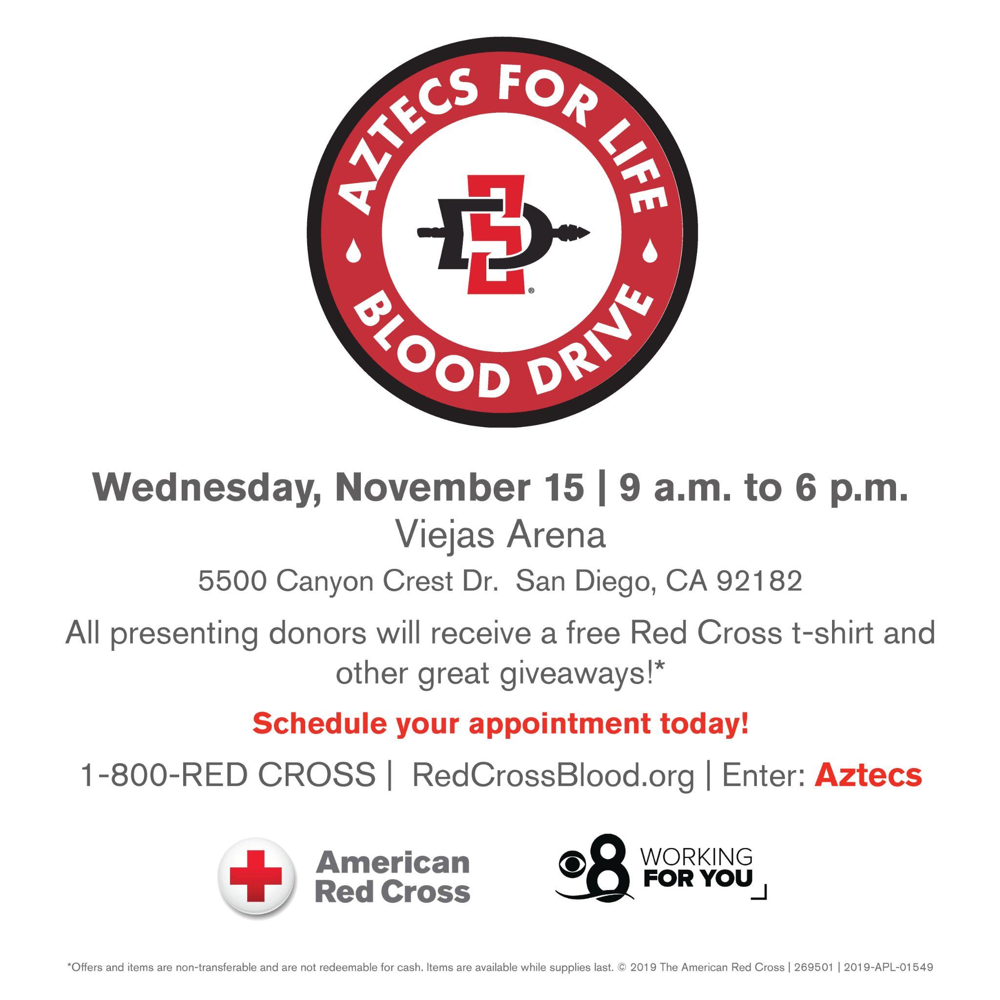 AZTECS FOR LIFE
SD
®
BLOOD DRIVE
Wednesday, November 15 | 9 a.m. to 6 p.m.
Viejas Arena
5500 Canyon Crest Dr. San Diego, CA 92182
All presenting donors will receive a free Red Cross t-shirt and
other great giveaways!*
Schedule your appointment today!
1-800-RED CROSS | RedCrossBlood.org | Enter: Aztecs
American
Red Cross
8
WORKING
FOR YOU
*Offers and items are non-transferable and are not redeemable for cash. Items are available while supplies last. © 2019 The American Red Cross | 269501 | 2019-APL-01549